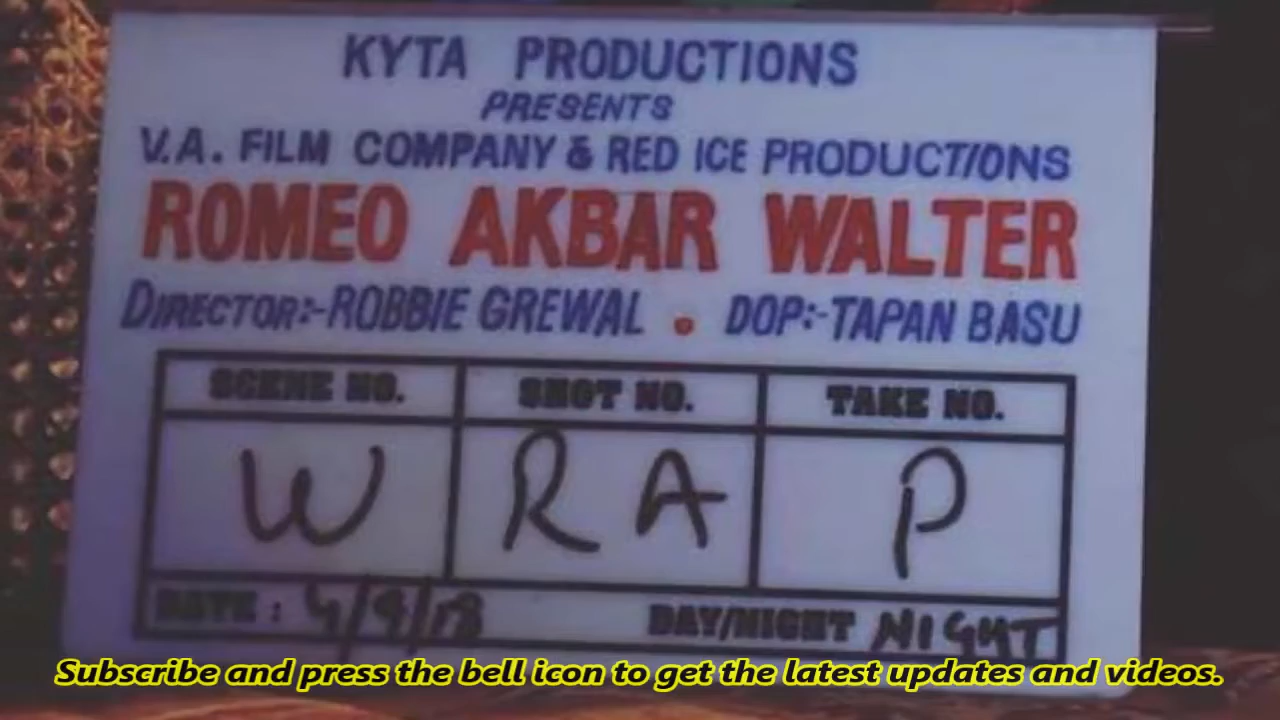 KYTA PRODUCTIONS
PRESENTS
V.A. FILM COMPANY & RED ICE PRODUCTIONS
ROMEO AKBAR WALTER
DIRECTOR:-ROBBIE GREWAL . DOP:-TAPAN BASU
SCENE NO. SHOT NO. TAKE NO.
W R A P
DATE : 4/9/18 DAY/NIGHT NIGHT
Subscribe and press the bell icon to get the latest updates and videos.